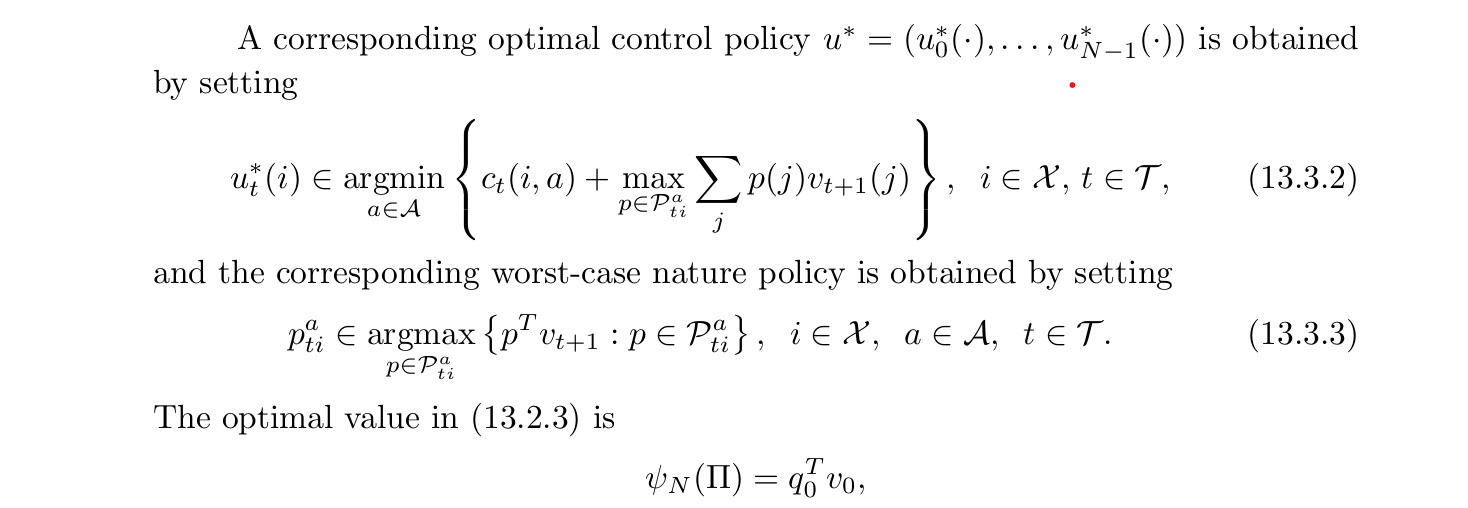 A corresponding optimal control policy $u^* = (u_0^*(\cdot), \ldots, u_{N-1}^*(\cdot))$ is obtained
by setting
$$u_t^*(i) \in \underset{a \in \mathcal{A}}{\operatorname{argmin}} \left\{ c_t(i, a) + \max_{p \in \mathcal{P}_{ti}^a} \sum_j p(j) v_{t+1}(j) \right\}, \quad i \in \mathcal{X}, \, t \in \mathcal{T}, \quad (13.3.2)$$
and the corresponding worst-case nature policy is obtained by setting
$$p_{ti}^a \in \underset{p \in \mathcal{P}_{ti}^a}{\operatorname{argmax}} \left\{ p^T v_{t+1} : p \in \mathcal{P}_{ti}^a \right\}, \quad i \in \mathcal{X}, \quad a \in \mathcal{A}, \quad t \in \mathcal{T}. \quad (13.3.3)$$
The optimal value in (13.2.3) is
$$\psi_N(\Pi) = q_0^T v_0,$$